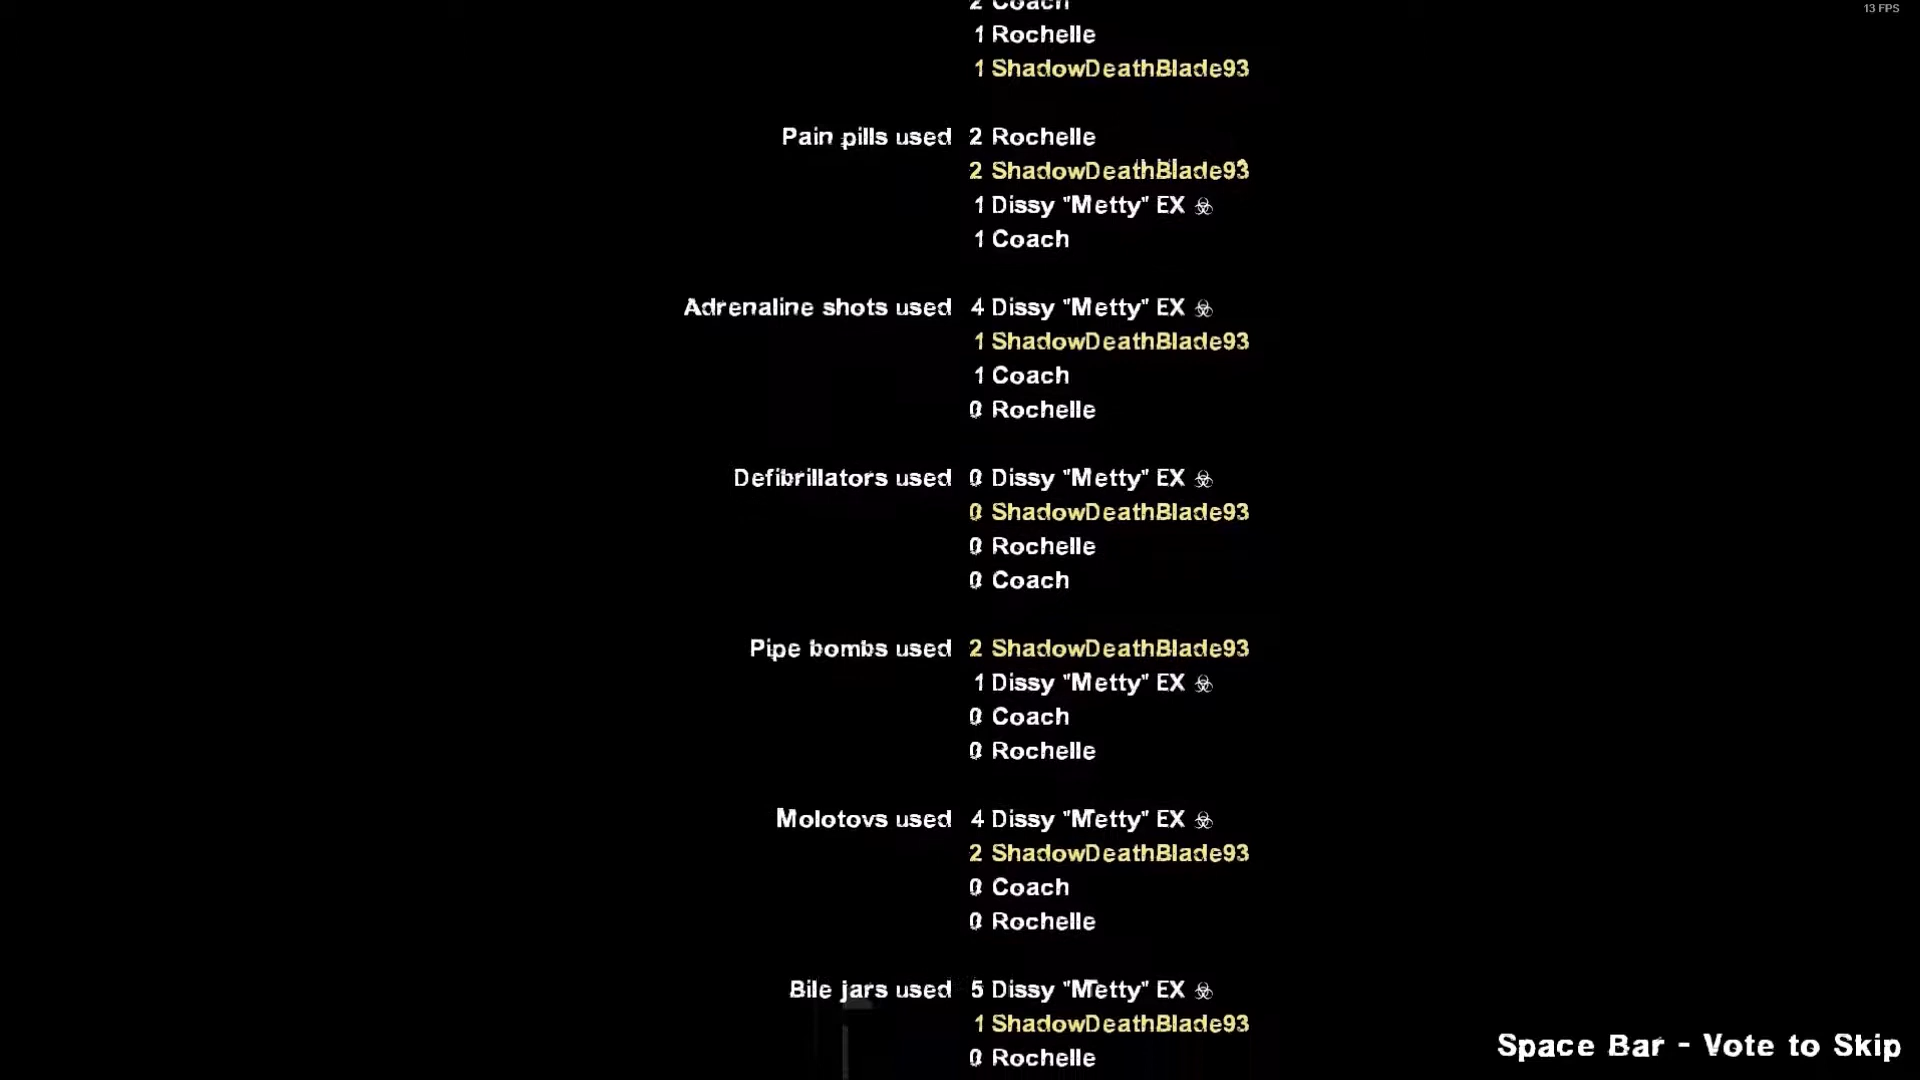 13 FPS
2 Coach
1 Rochelle
1 ShadowDeathBlade93
Pain pills used 2 Rochelle
2 ShadowDeathBlade93
1 Dissy "Metty" EX ☣
1 Coach
Adrenaline shots used 4 Dissy "Metty" EX ☣
1 ShadowDeathBlade93
1 Coach
0 Rochelle
Defibrillators used 0 Dissy "Metty" EX ☣
0 ShadowDeathBlade93
0 Rochelle
0 Coach
Pipe bombs used 2 ShadowDeathBlade93
1 Dissy "Metty" EX ☣
0 Coach
0 Rochelle
Molotovs used 4 Dissy "Metty" EX ☣
2 ShadowDeathBlade93
0 Coach
0 Rochelle
Bile jars used 5 Dissy "Metty" EX ☣
1 ShadowDeathBlade93
0 Rochelle
Space Bar - Vote to Skip